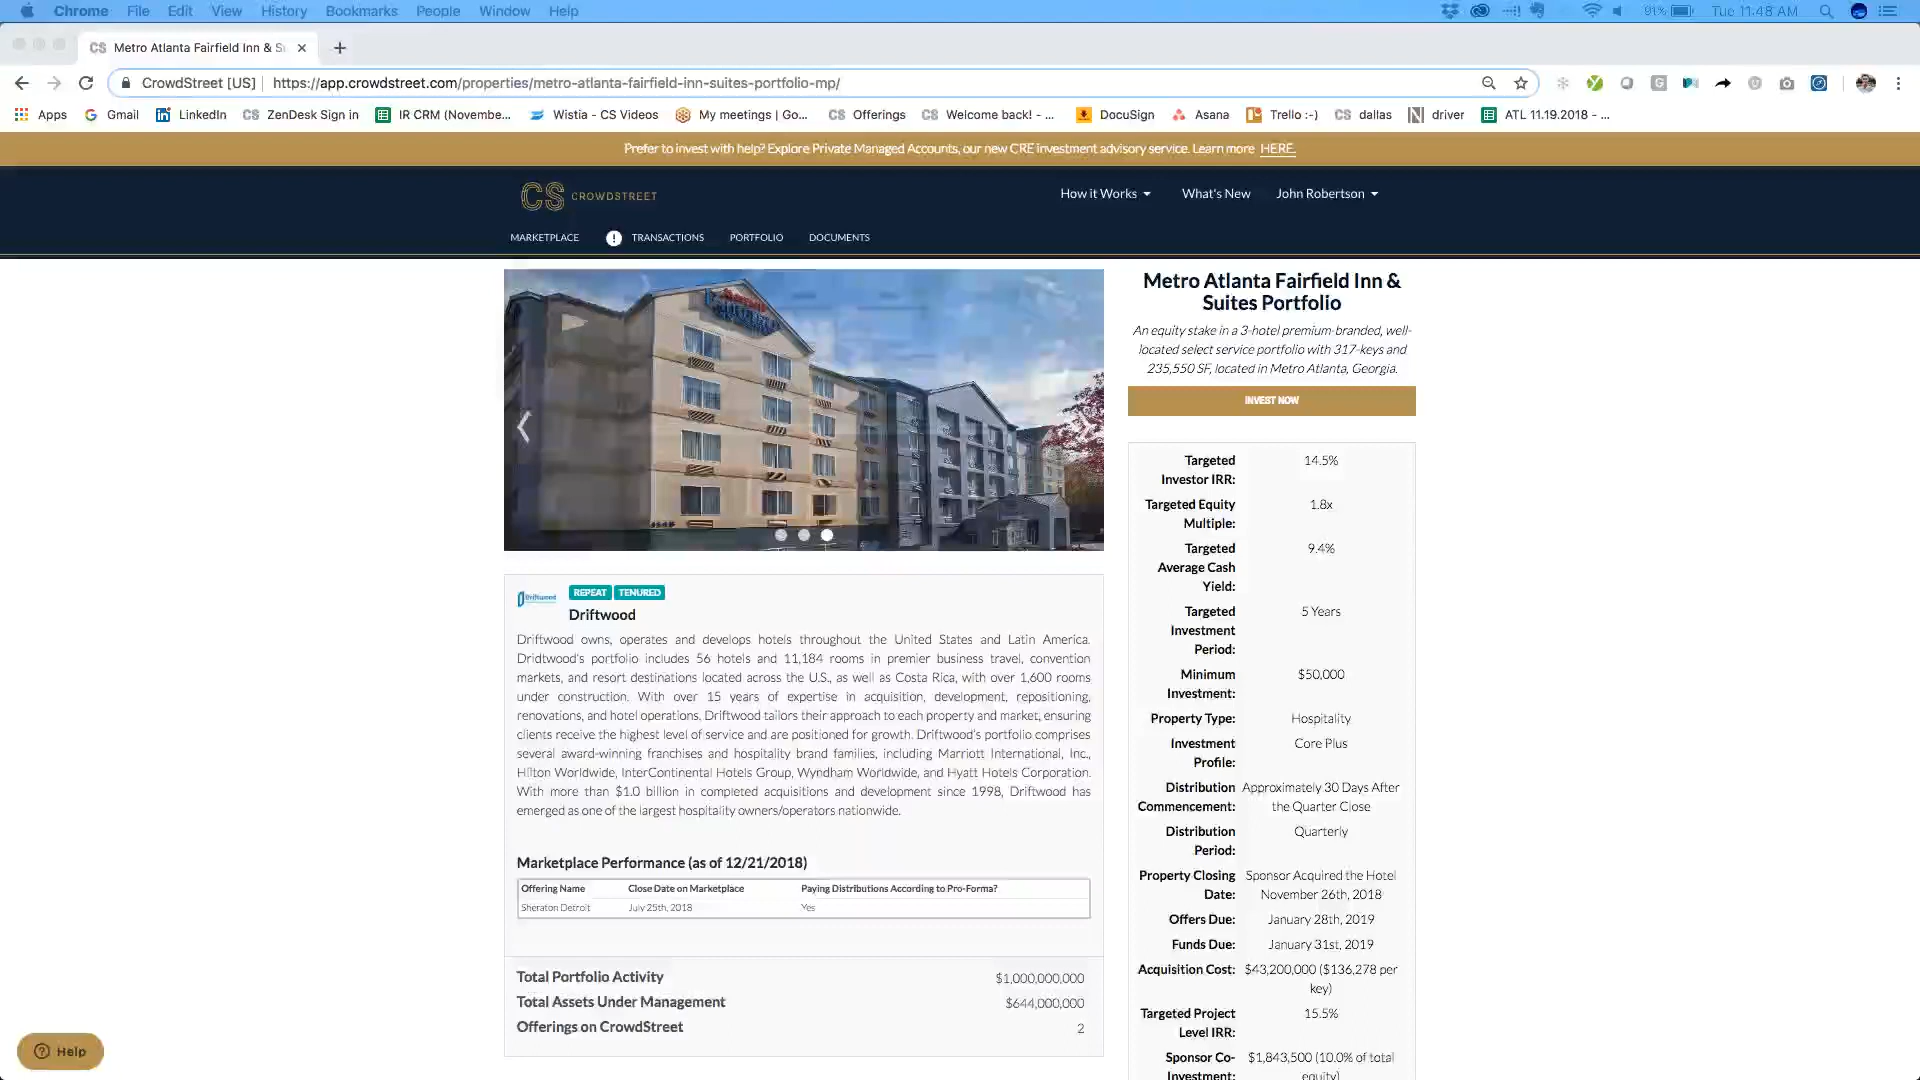 Chrome File Edit View History Bookmarks People Window Help
91% Tue 11:48 AM
CS Metro Atlanta Fairfield Inn & S
CrowdStreet [US] | https://app.crowdstreet.com/properties/metro-atlanta-fairfield-inn-suites-portfolio-mp/
Apps Gmail LinkedIn CS ZenDesk Sign in IR CRM (Novembe... Wistia - CS Videos My meetings | Go... CS Offerings CS Welcome back! - ... DocuSign Asana Trello :-) CS dallas driver ATL 11.19.2018 - ...
Prefer to invest with help? Explore Private Managed Accounts, our new CRE investment advisory service. Learn more HERE.
CS CROWDSTREET
How it Works What's New John Robertson
MARKETPLACE ! TRANSACTIONS PORTFOLIO DOCUMENTS
Metro Atlanta Fairfield Inn &
Suites Portfolio
An equity stake in a 3-hotel premium-branded, well-
located select service portfolio with 317-keys and
235,550 SF, located in Metro Atlanta, Georgia.
INVEST NOW
Targeted
Investor IRR: 14.5%
Targeted Equity
Multiple: 1.8x
Targeted
Average Cash
Yield: 9.4%
Targeted
Investment
Period: 5 Years
Minimum
Investment: $50,000
Property Type: Hospitality
Investment
Profile: Core Plus
Distribution
Commencement: Approximately 30 Days After
the Quarter Close
Distribution
Period: Quarterly
Property Closing
Date: Sponsor Acquired the Hotel
November 26th, 2018
Offers Due: January 28th, 2019
Funds Due: January 31st, 2019
Acquisition Cost: $43,200,000 ($136,278 per
key)
Targeted Project
Level IRR: 15.5%
Sponsor Co-
Investment: $1,843,500 (10.0% of total
equity)
Driftwood
REPEAT TENURED
Driftwood
Driftwood owns, operates and develops hotels throughout the United States and Latin America.
Dridtwood's portfolio includes 56 hotels and 11,184 rooms in premier business travel, convention
markets, and resort destinations located across the U.S., as well as Costa Rica, with over 1,600 rooms
under construction. With over 15 years of expertise in acquisition, development, repositioning,
renovations, and hotel operations, Driftwood tailors their approach to each property and market, ensuring
clients receive the highest level of service and are positioned for growth. Driftwood's portfolio comprises
several award-winning franchises and hospitality brand families, including Marriott International, Inc.,
Hilton Worldwide, InterContinental Hotels Group, Wyndham Worldwide, and Hyatt Hotels Corporation.
With more than $1.0 billion in completed acquisitions and development since 1998, Driftwood has
emerged as one of the largest hospitality owners/operators nationwide.
Marketplace Performance (as of 12/21/2018)
Offering Name Close Date on Marketplace Paying Distributions According to Pro-Forma?
Sheraton Detroit July 25th, 2018 Yes
Total Portfolio Activity $1,000,000,000
Total Assets Under Management $644,000,000
Offerings on CrowdStreet 2
Help